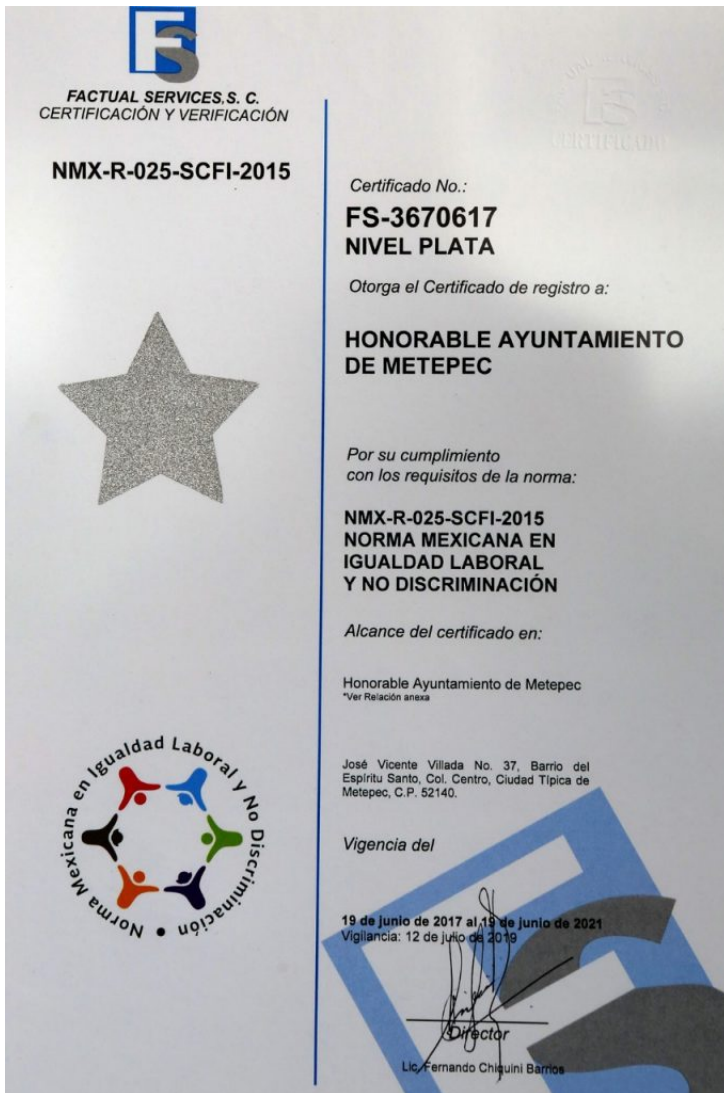 FS
FACTUAL SERVICES,S. C.
CERTIFICACIÓN Y VERIFICACIÓN
NMX-R-025-SCFI-2015
FS
CERTIFICADO
Certificado No.:
FS-3670617
NIVEL PLATA
Otorga el Certificado de registro a:
HONORABLE AYUNTAMIENTO
DE METEPEC
Por su cumplimiento
con los requisitos de la norma:
NMX-R-025-SCFI-2015
NORMA MEXICANA EN
IGUALDAD LABORAL
Y NO DISCRIMINACIÓN
Alcance del certificado en:
Honorable Ayuntamiento de Metepec
*Ver Relación anexa
José Vicente Villada No. 37, Barrio del
Espíritu Santo, Col. Centro, Ciudad Típica de
Metepec, C.P. 52140.
Vigencia del
19 de junio de 2017 al 19 de junio de 2021
Vigilancia: 12 de julio de 2019
Director
Lic. Fernando Chiquini Barrios
Norma Mexicana en Igualdad Laboral y No Discriminación •
FS